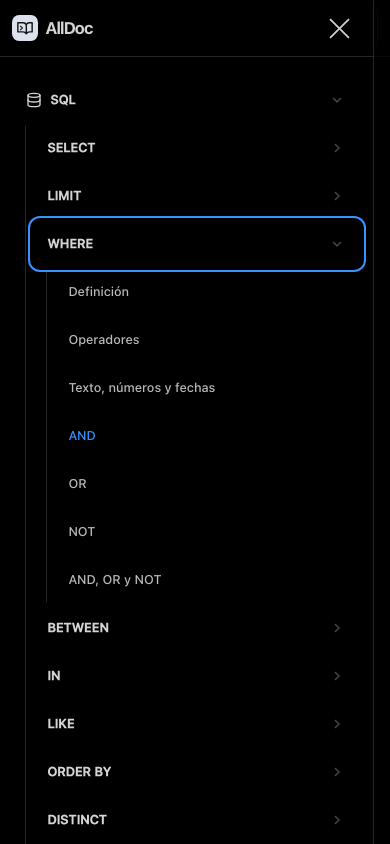 AllDoc
SQL
SELECT
LIMIT
WHERE
Definición
Operadores
Texto, números y fechas
AND
OR
NOT
AND, OR y NOT
BETWEEN
IN
LIKE
ORDER BY
DISTINCT